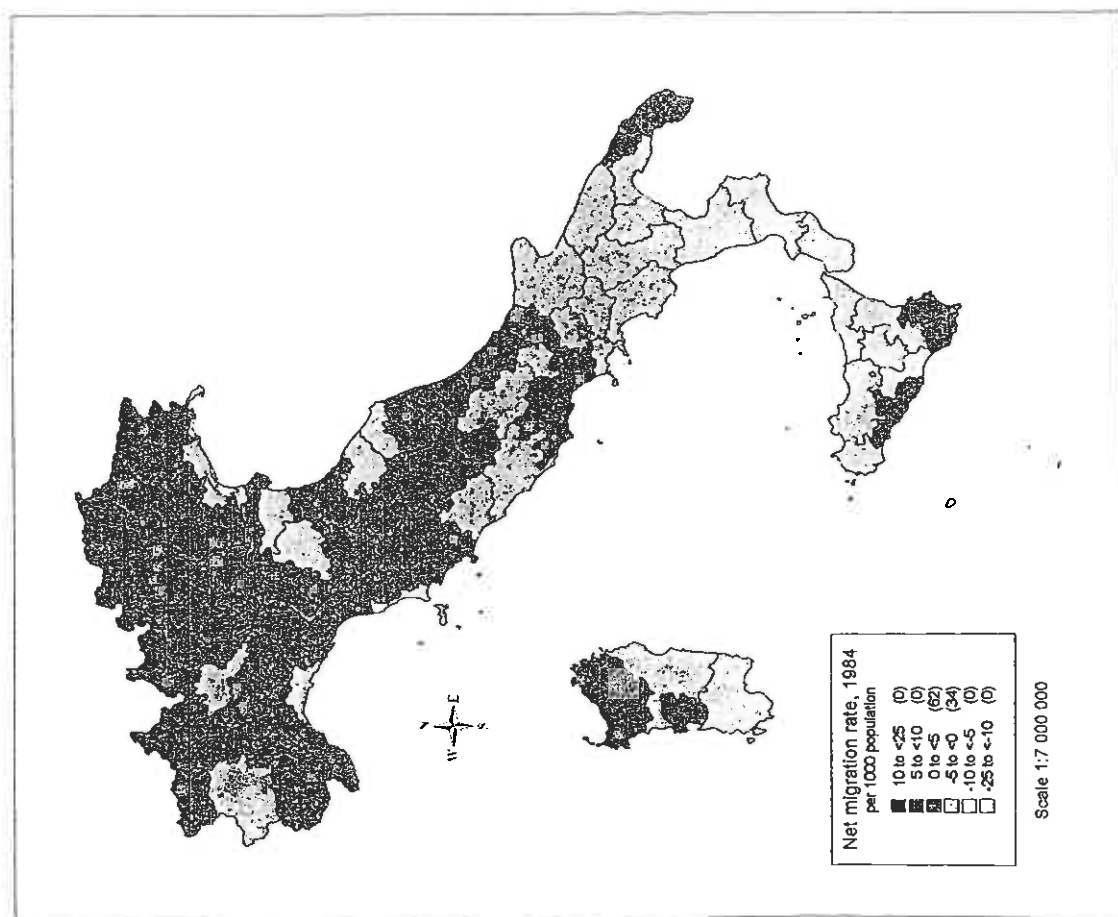 Net migration rate, 1984
per 1000 population
10 to <25 (0)
5 to <10 (0)
0 to <5 (62)
-5 to <0 (34)
-10 to <-5 (0)
-25 to <-10 (0)
Scale 1:7 000 000
W E